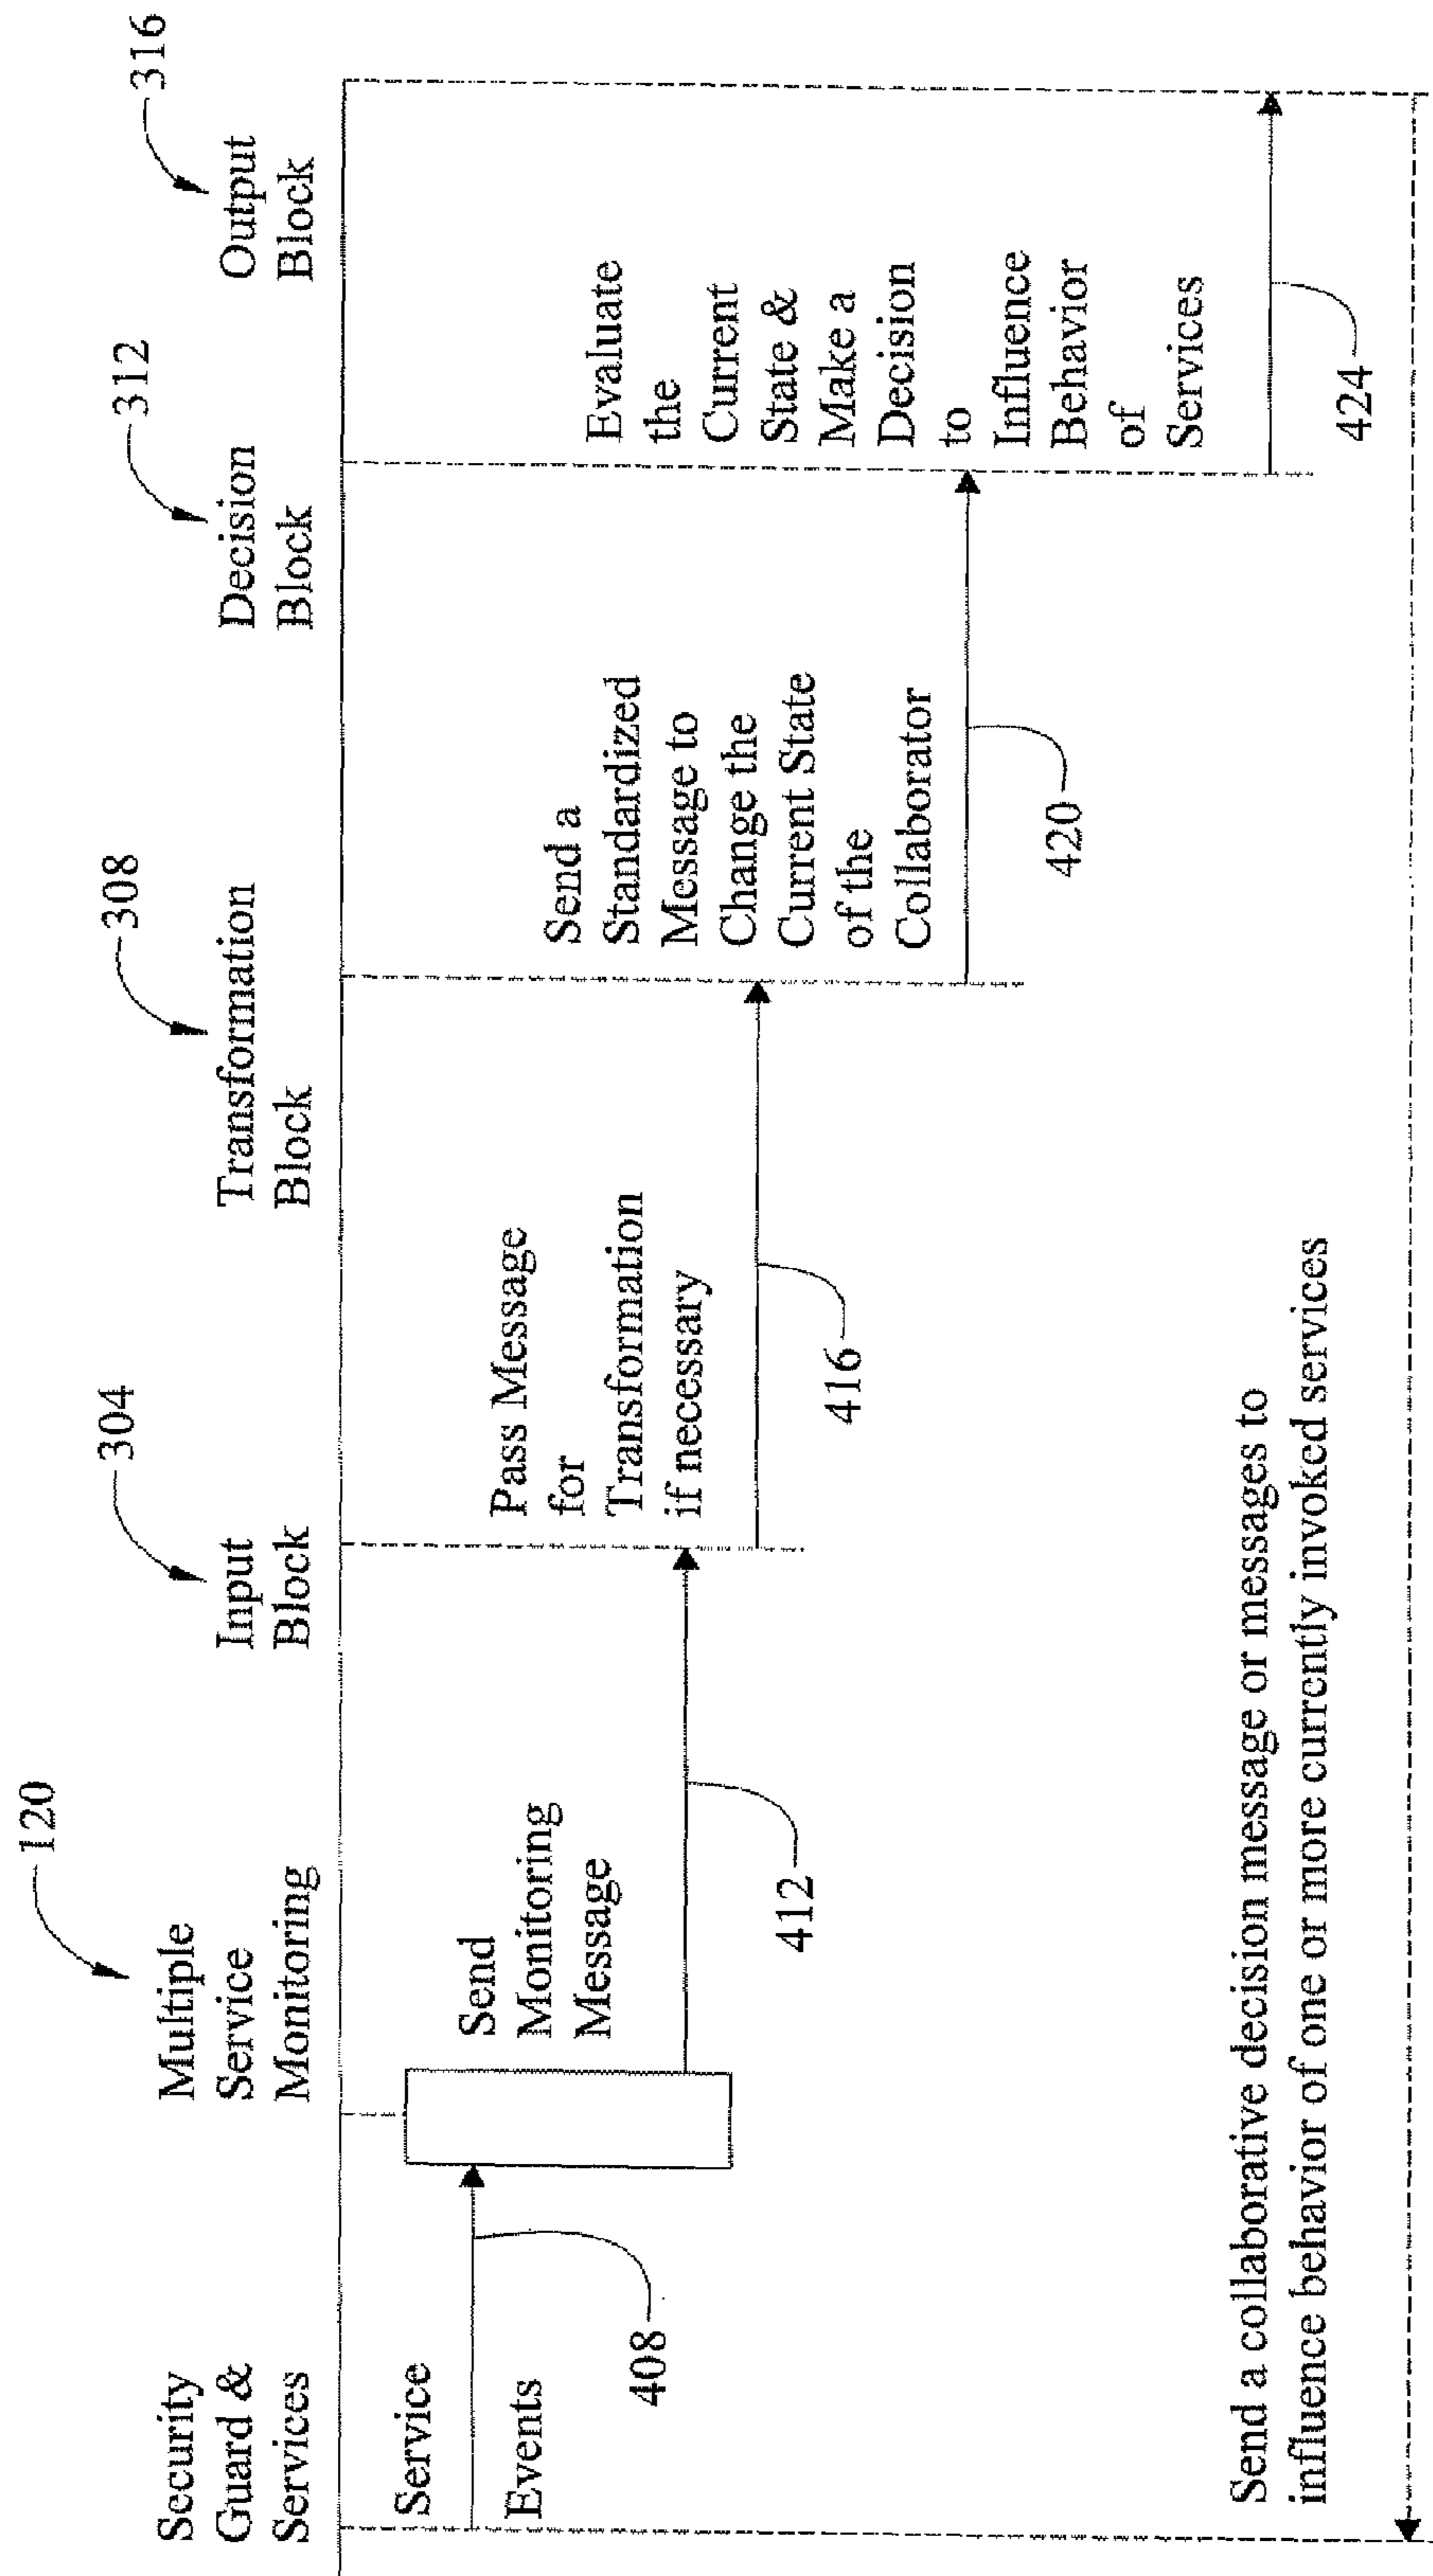 Security
Guard &
Services
Multiple
Service
Monitoring
120
Input
Block
304
Transformation
Block
308
Decision
Block
312
Output
Block
316
Service
Events
408
Send
Monitoring
Message
412
Pass Message
for
Transformation
if necessary
416
Send a
Standardized
Message to
Change the
Current State
of the
Collaborator
420
Evaluate
the
Current
State &
Make a
Decision
to
Influence
Behavior
of
Services
424
Send a collaborative decision message or messages to
influence behavior of one or more currently invoked services